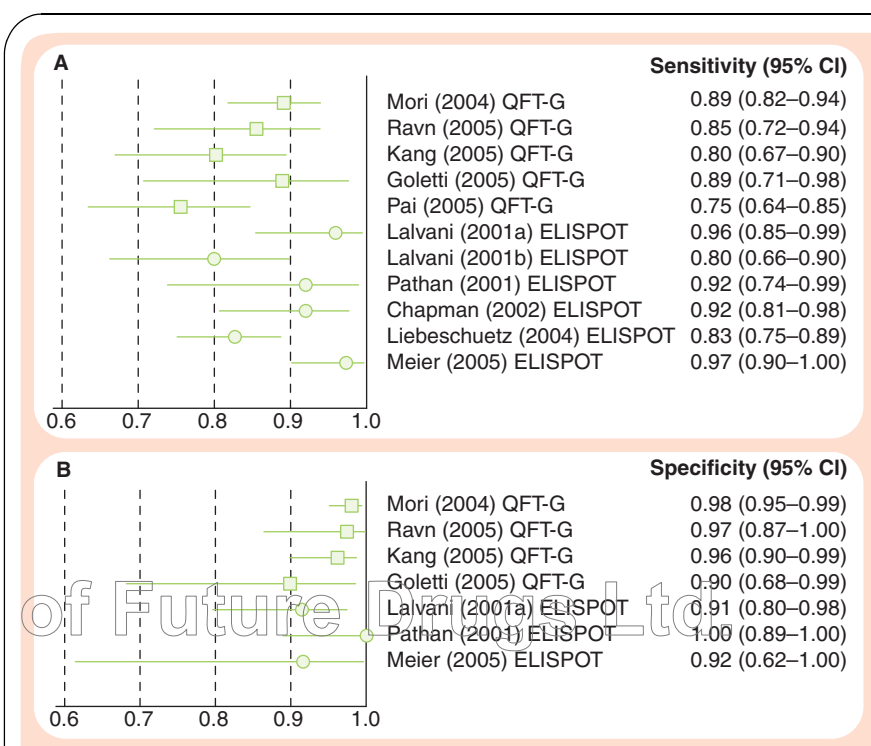 A
Sensitivity (95% CI)
Mori (2004) QFT-G 0.89 (0.82–0.94)
Ravn (2005) QFT-G 0.85 (0.72–0.94)
Kang (2005) QFT-G 0.80 (0.67–0.90)
Goletti (2005) QFT-G 0.89 (0.71–0.98)
Pai (2005) QFT-G 0.75 (0.64–0.85)
Lalvani (2001a) ELISPOT 0.96 (0.85–0.99)
Lalvani (2001b) ELISPOT 0.80 (0.66–0.90)
Pathan (2001) ELISPOT 0.92 (0.74–0.99)
Chapman (2002) ELISPOT 0.92 (0.81–0.98)
Liebeschuetz (2004) ELISPOT 0.83 (0.75–0.89)
Meier (2005) ELISPOT 0.97 (0.90–1.00)
0.6 0.7 0.8 0.9 1.0
B
Specificity (95% CI)
Mori (2004) QFT-G 0.98 (0.95–0.99)
Ravn (2005) QFT-G 0.97 (0.87–1.00)
Kang (2005) QFT-G 0.96 (0.90–0.99)
Goletti (2005) QFT-G 0.90 (0.68–0.99)
Lalvani (2001a) ELISPOT 0.91 (0.80–0.98)
Pathan (2001) ELISPOT 1.00 (0.89–1.00)
Meier (2005) ELISPOT 0.92 (0.62–1.00)
of Future Drugs Ltd.
0.6 0.7 0.8 0.9 1.0